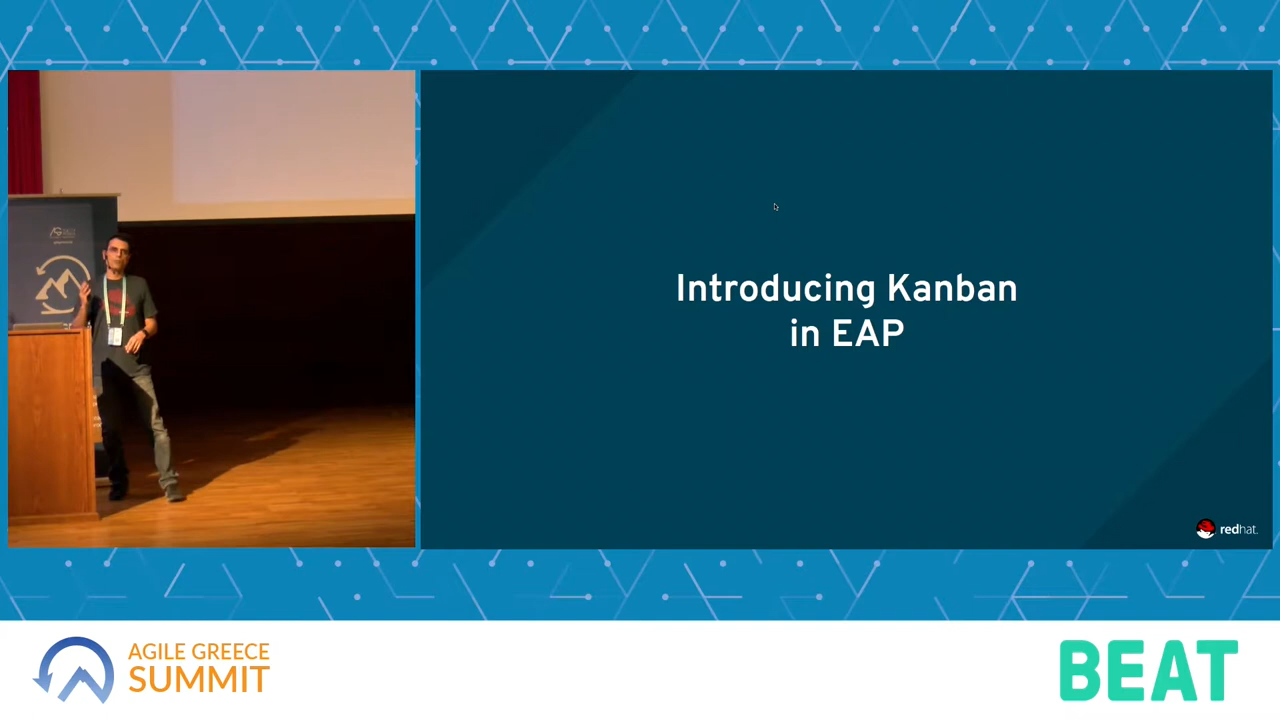 Introducing Kanban
in EAP
redhat.
AGILE GREECE
SUMMIT
BEAT